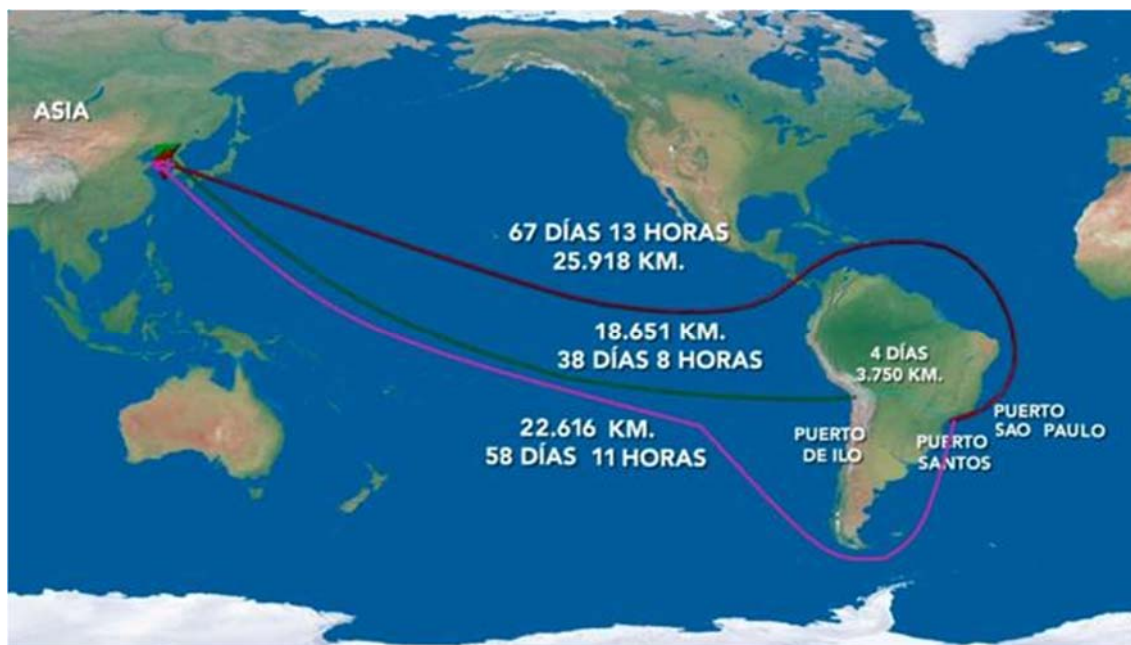 ASIA
67 DÍAS 13 HORAS
25.918 KM.
18.651 KM.
38 DÍAS 8 HORAS
4 DÍAS
3.750 KM.
22.616 KM.
58 DÍAS 11 HORAS
PUERTO
DE ILO
PUERTO
SANTOS
PUERTO
SAO PAULO